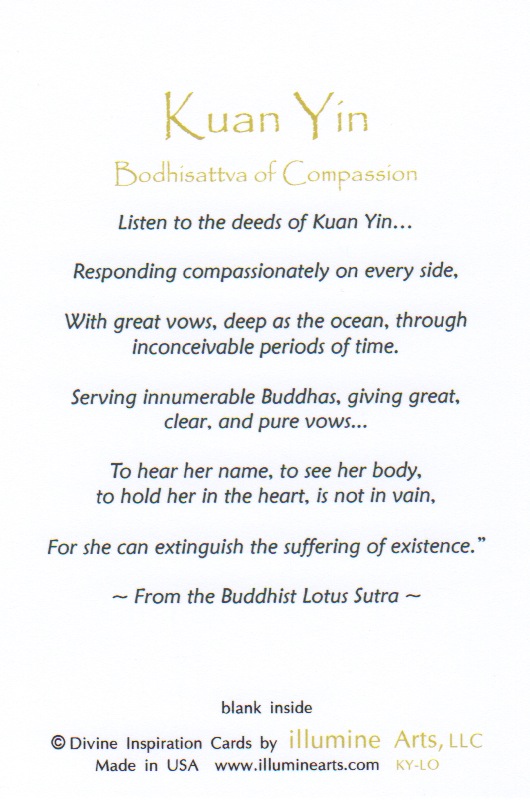 Kuan Yin
Bodhisattva of Compassion
Listen to the deeds of Kuan Yin...
Responding compassionately on every side,
With great vows, deep as the ocean, through
inconceivable periods of time.
Serving innumerable Buddhas, giving great,
clear, and pure vows...
To hear her name, to see her body,
to hold her in the heart, is not in vain,
For she can extinguish the suffering of existence.”
~ From the Buddhist Lotus Sutra ~
blank inside
© Divine Inspiration Cards by illumine Arts, LLC
Made in USA www.illuminearts.com KY-LO